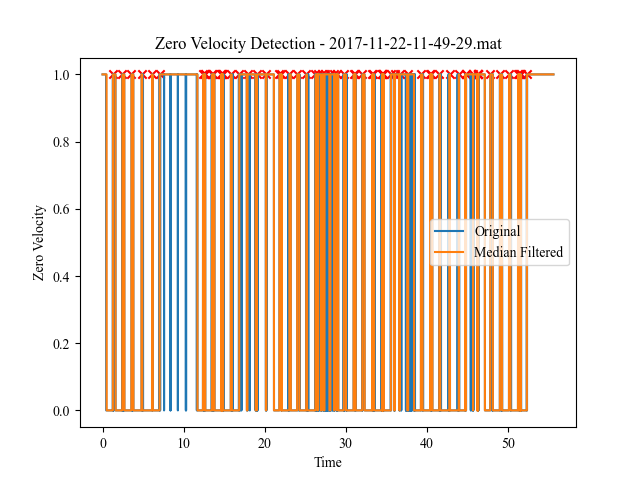 Zero Velocity Detection - 2017-11-22-11-49-29.mat
1.0
0.8
0.6
0.4
0.2
0.0
Zero Velocity
Original
Median Filtered
0
10
20
30
40
50
Time